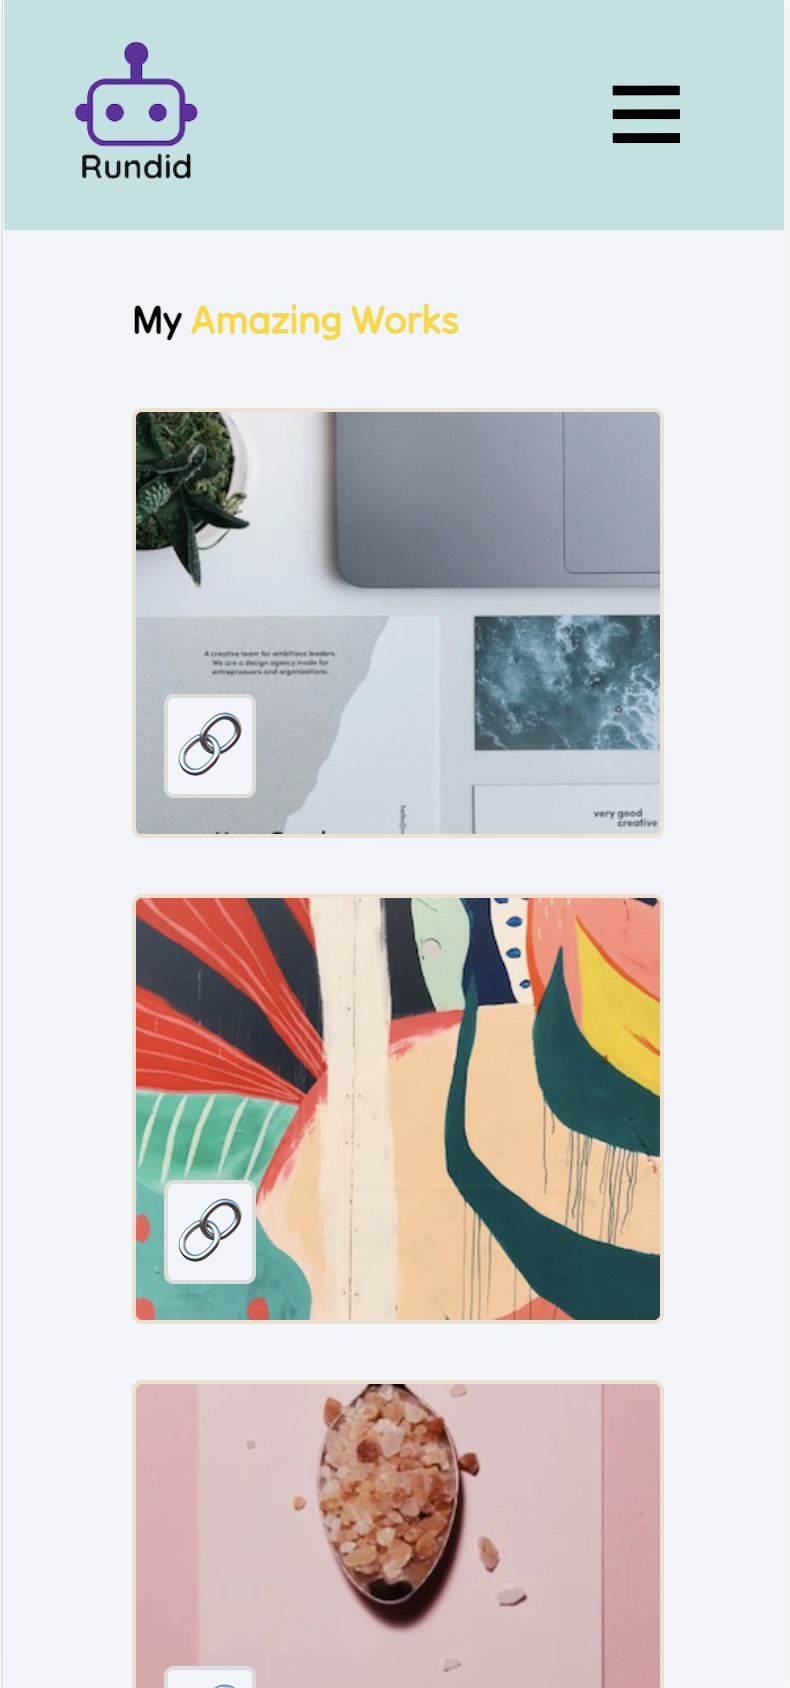 Rundid
My Amazing Works
A creative team for ambitious leaders.
We are a design agency made for
entreprenuers and organizations.
very good
creative